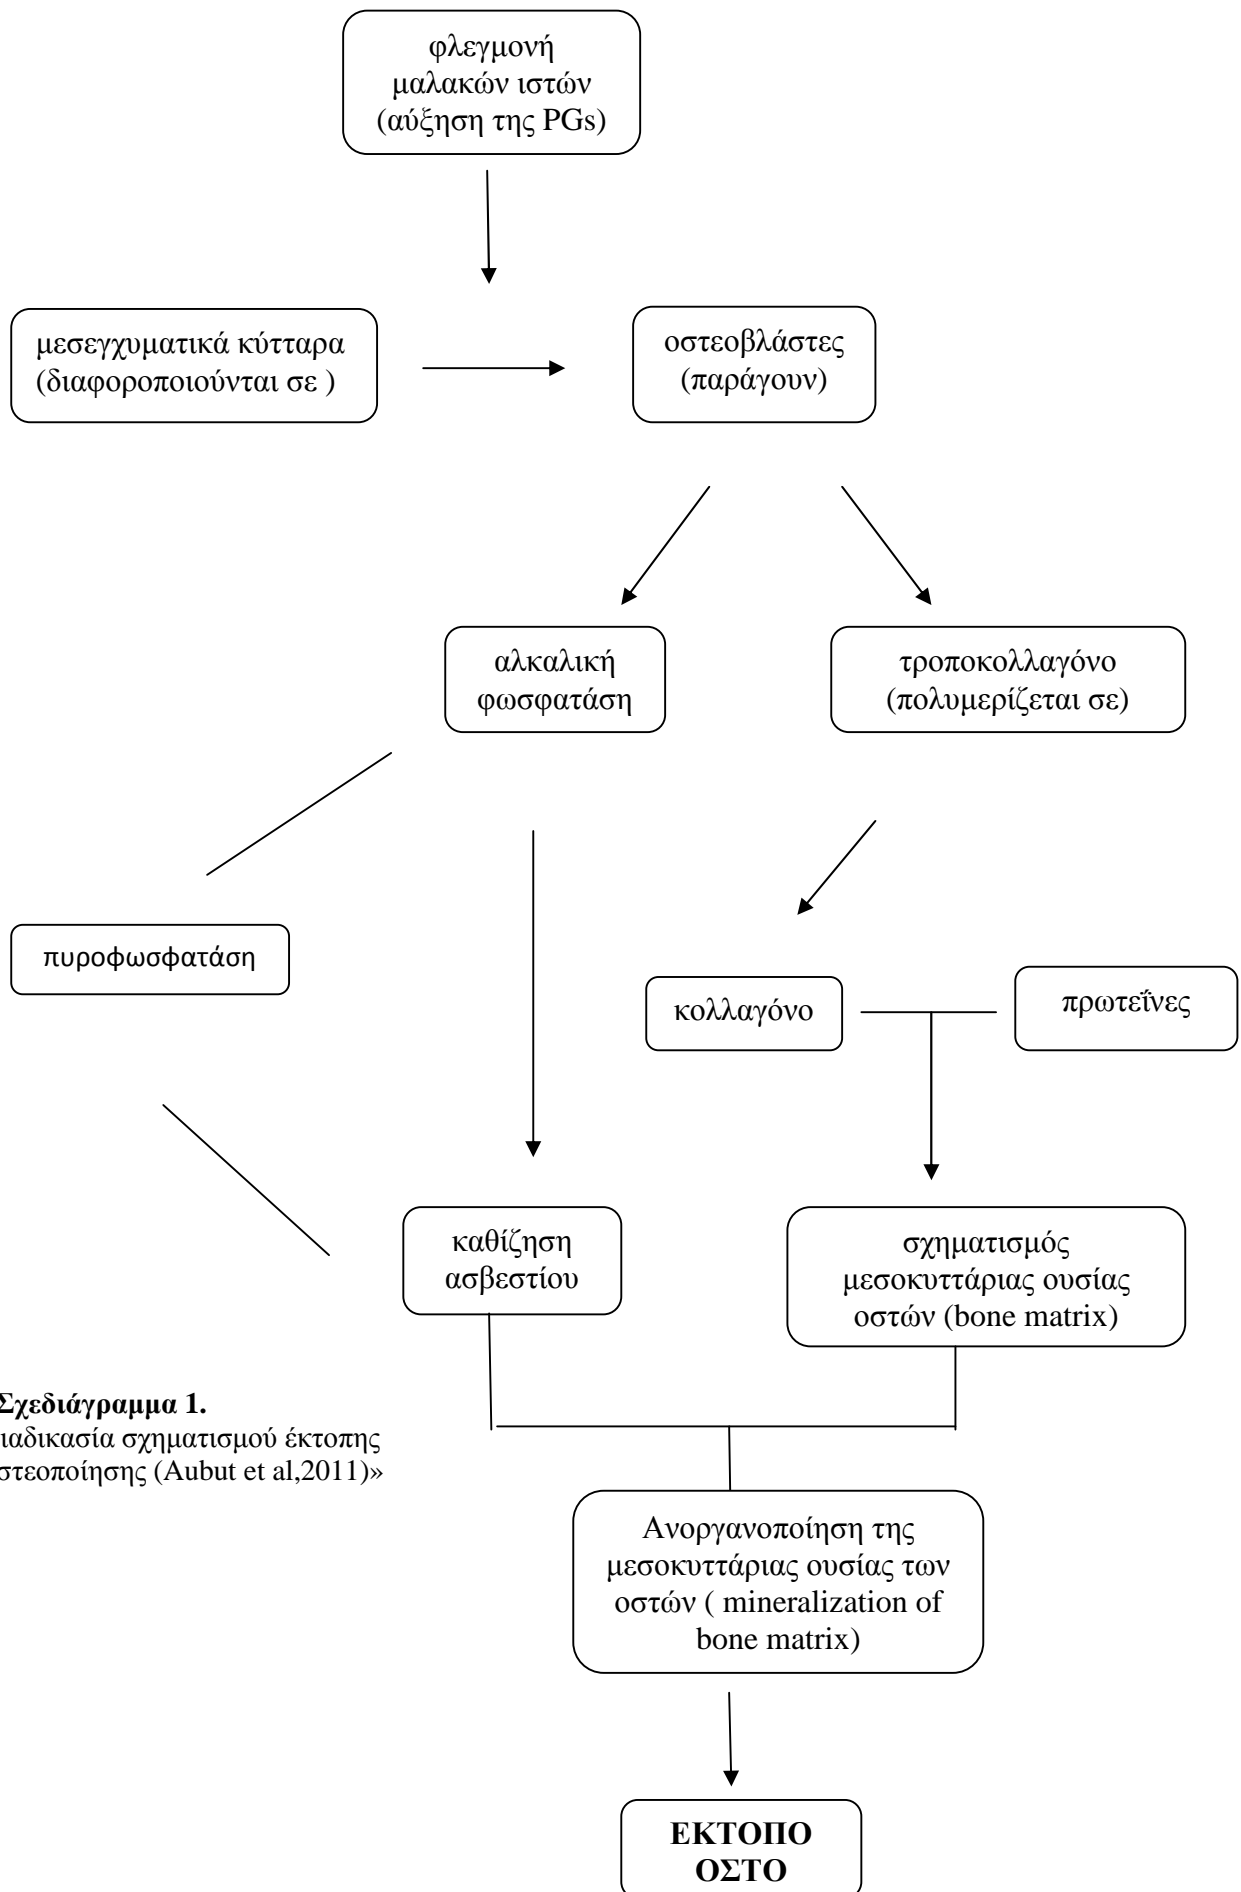 φλεγμονή
μαλακών ιστών
(αύξηση της PGs)
μεσεγχυματικά κύτταρα
(διαφοροποιούνται σε )
οστεοβλάστες
(παράγουν)
αλκαλική
φωσφατάση
τροποκολλαγόνο
(πολυμερίζεται σε)
πυροφωσφατάση
κολλαγόνο
πρωτεΐνες
καθίζηση
ασβεστίου
σχηματισμός
μεσοκυττάριας ουσίας
οστών (bone matrix)
Σχεδιάγραμμα 1.
ιαδικασία σχηματισμού έκτοπης
στεοποίησης (Aubut et al,2011)»
Ανοργανοποίηση της
μεσοκυττάριας ουσίας των
οστών ( mineralization of
bone matrix)
ΕΚΤΟΠΟ
ΟΣΤΟ